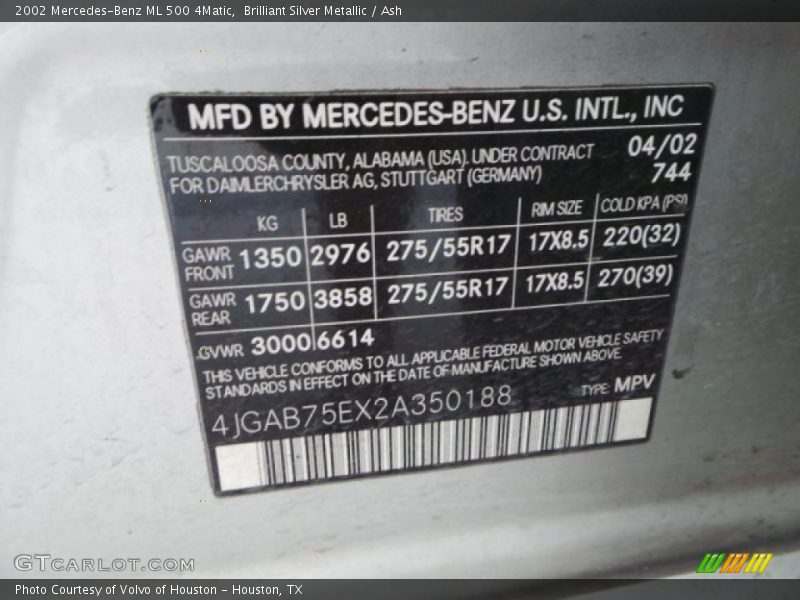 2002 Mercedes-Benz ML 500 4Matic,  Brilliant Silver Metallic / Ash
MFD BY MERCEDES-BENZ U.S. INTL., INC
TUSCALOOSA COUNTY, ALABAMA (USA). UNDER CONTRACT 04/02
FOR DAIMLERCHRYSLER AG, STUTTGART (GERMANY) 744
KG LB TIRES RIM SIZE COLD KPA (PSI)
GAWR FRONT 1350 2976 275/55R17 17X8.5 220(32)
GAWR REAR 1750 3858 275/55R17 17X8.5 270(39)
GVWR 3000 6614
THIS VEHICLE CONFORMS TO ALL APPLICABLE FEDERAL MOTOR VEHICLE SAFETY
STANDARDS IN EFFECT ON THE DATE OF MANUFACTURE SHOWN ABOVE.
4JGAB75EX2A350188 TYPE: MPV
GTCARLOT.COM
Photo Courtesy of Volvo of Houston - Houston, TX